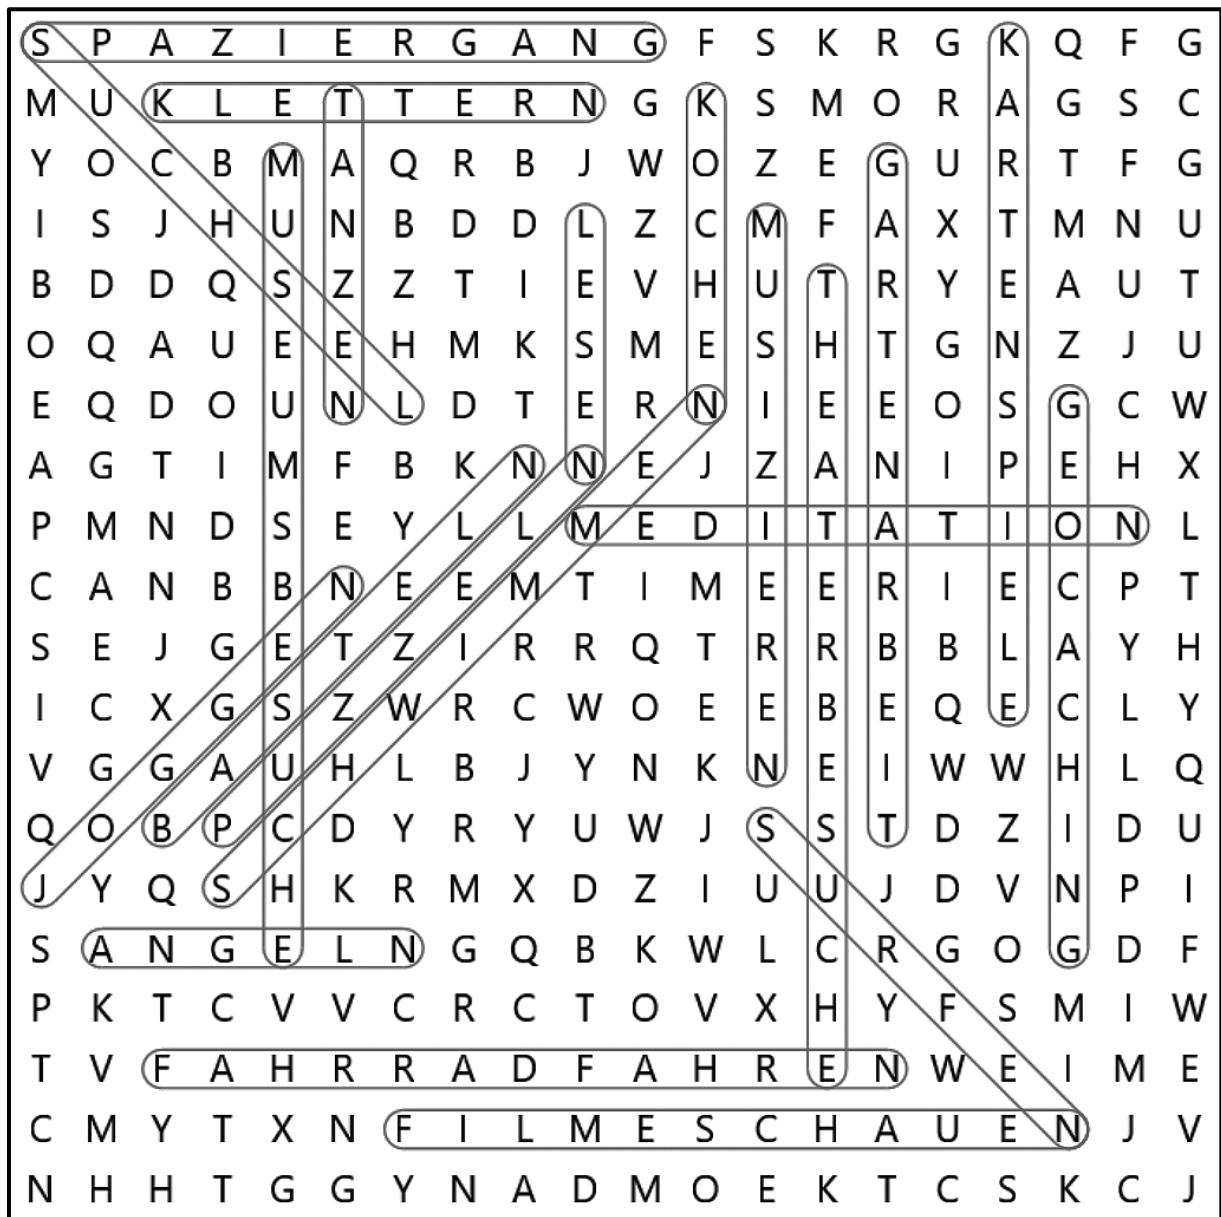 S P A Z I E R G A N G F S K R G K Q F G
M U K L E T T E R N G K S M O R A G S C
Y O C B M A Q R B J W O Z E G U R T F G
I S J H U N B D D L Z C M F A X T M N U
B D D Q S Z Z T I E V H U T R Y E A U T
O Q A U E E H M K S M E S H T G N Z J U
E Q D O U N L D T E R N I E E O S G C W
A G T I M F B K N N E J Z A N I P E H X
P M N D S E Y L L M E D I T A T I O N L
C A N B B N E E M T I M E E R I E C P T
S E J G E T Z I R R Q T R R B B L A Y H
I C X G S Z W R C W O E E B E Q E C L Y
V G G A U H L B J Y N K N E I W W H L Q
Q O B P C D Y R Y U W J S S T D Z I D U
J Y Q S H K R M X D Z I U U J D V N P I
S A N G E L N G Q B K W L C R G O G D F
P K T C V V C R C T O V X H Y F S M I W
T V F A H R R A D F A H R E N W E I M E
C M Y T X N F I L M E S C H A U E N J V
N H H T G G Y N A D M O E K T C S K C J